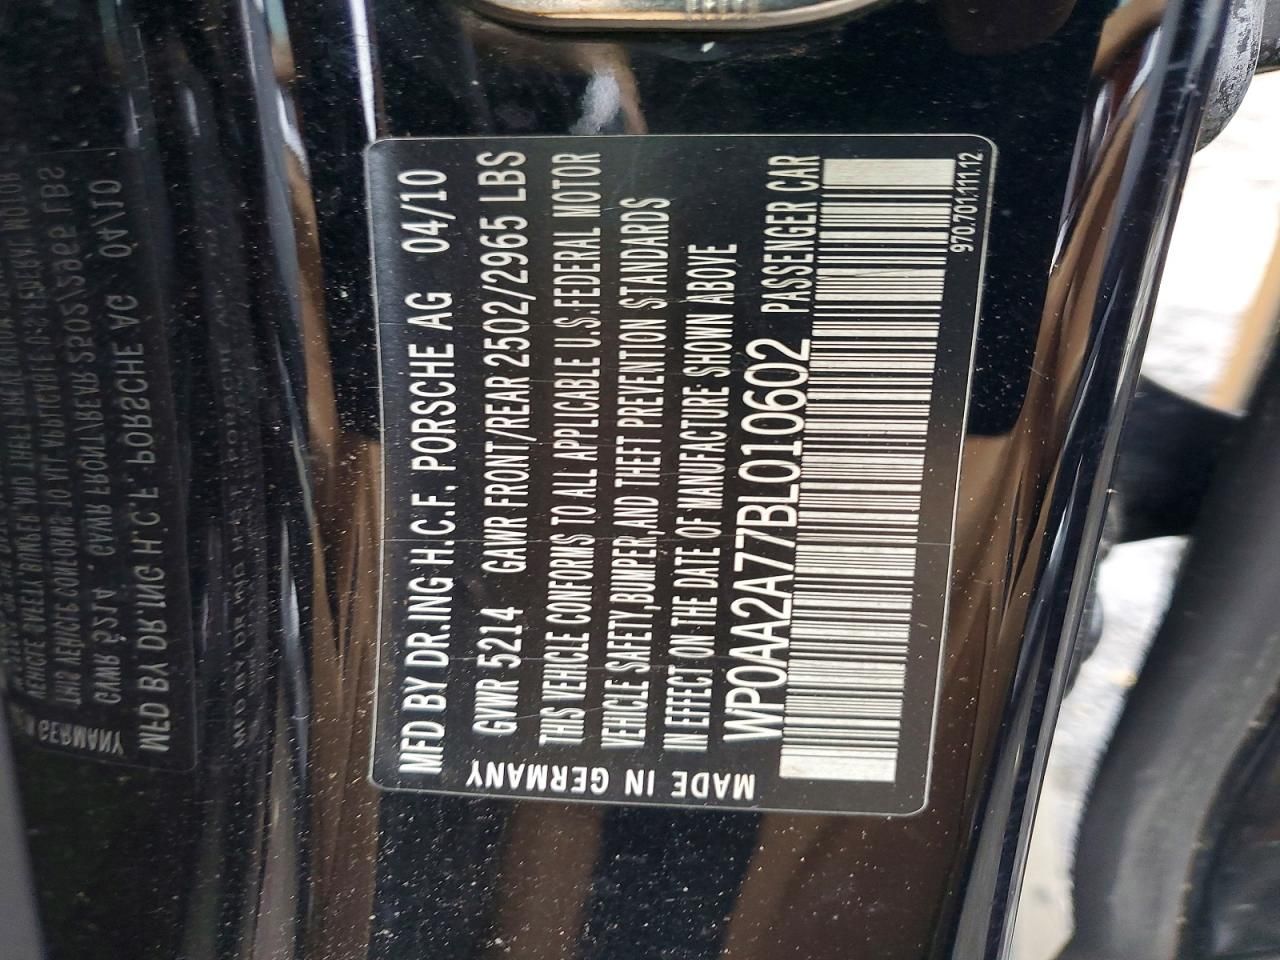 MFD BY DR.ING H.C.F. PORSCHE AG 04/10
GVWR 5214 GAWR FRONT/REAR 2502/2965 LBS
THIS VEHICLE CONFORMS TO ALL APPLICABLE U.S.FEDERAL MOTOR
VEHICLE SAFETY,BUMPER,AND THEFT PREVENTION STANDARDS
IN EFFECT ON THE DATE OF MANUFACTURE SHOWN ABOVE
WP0AA2A77BL010602 PASSENGER CAR
970.701.111.12
MADE IN GERMANY